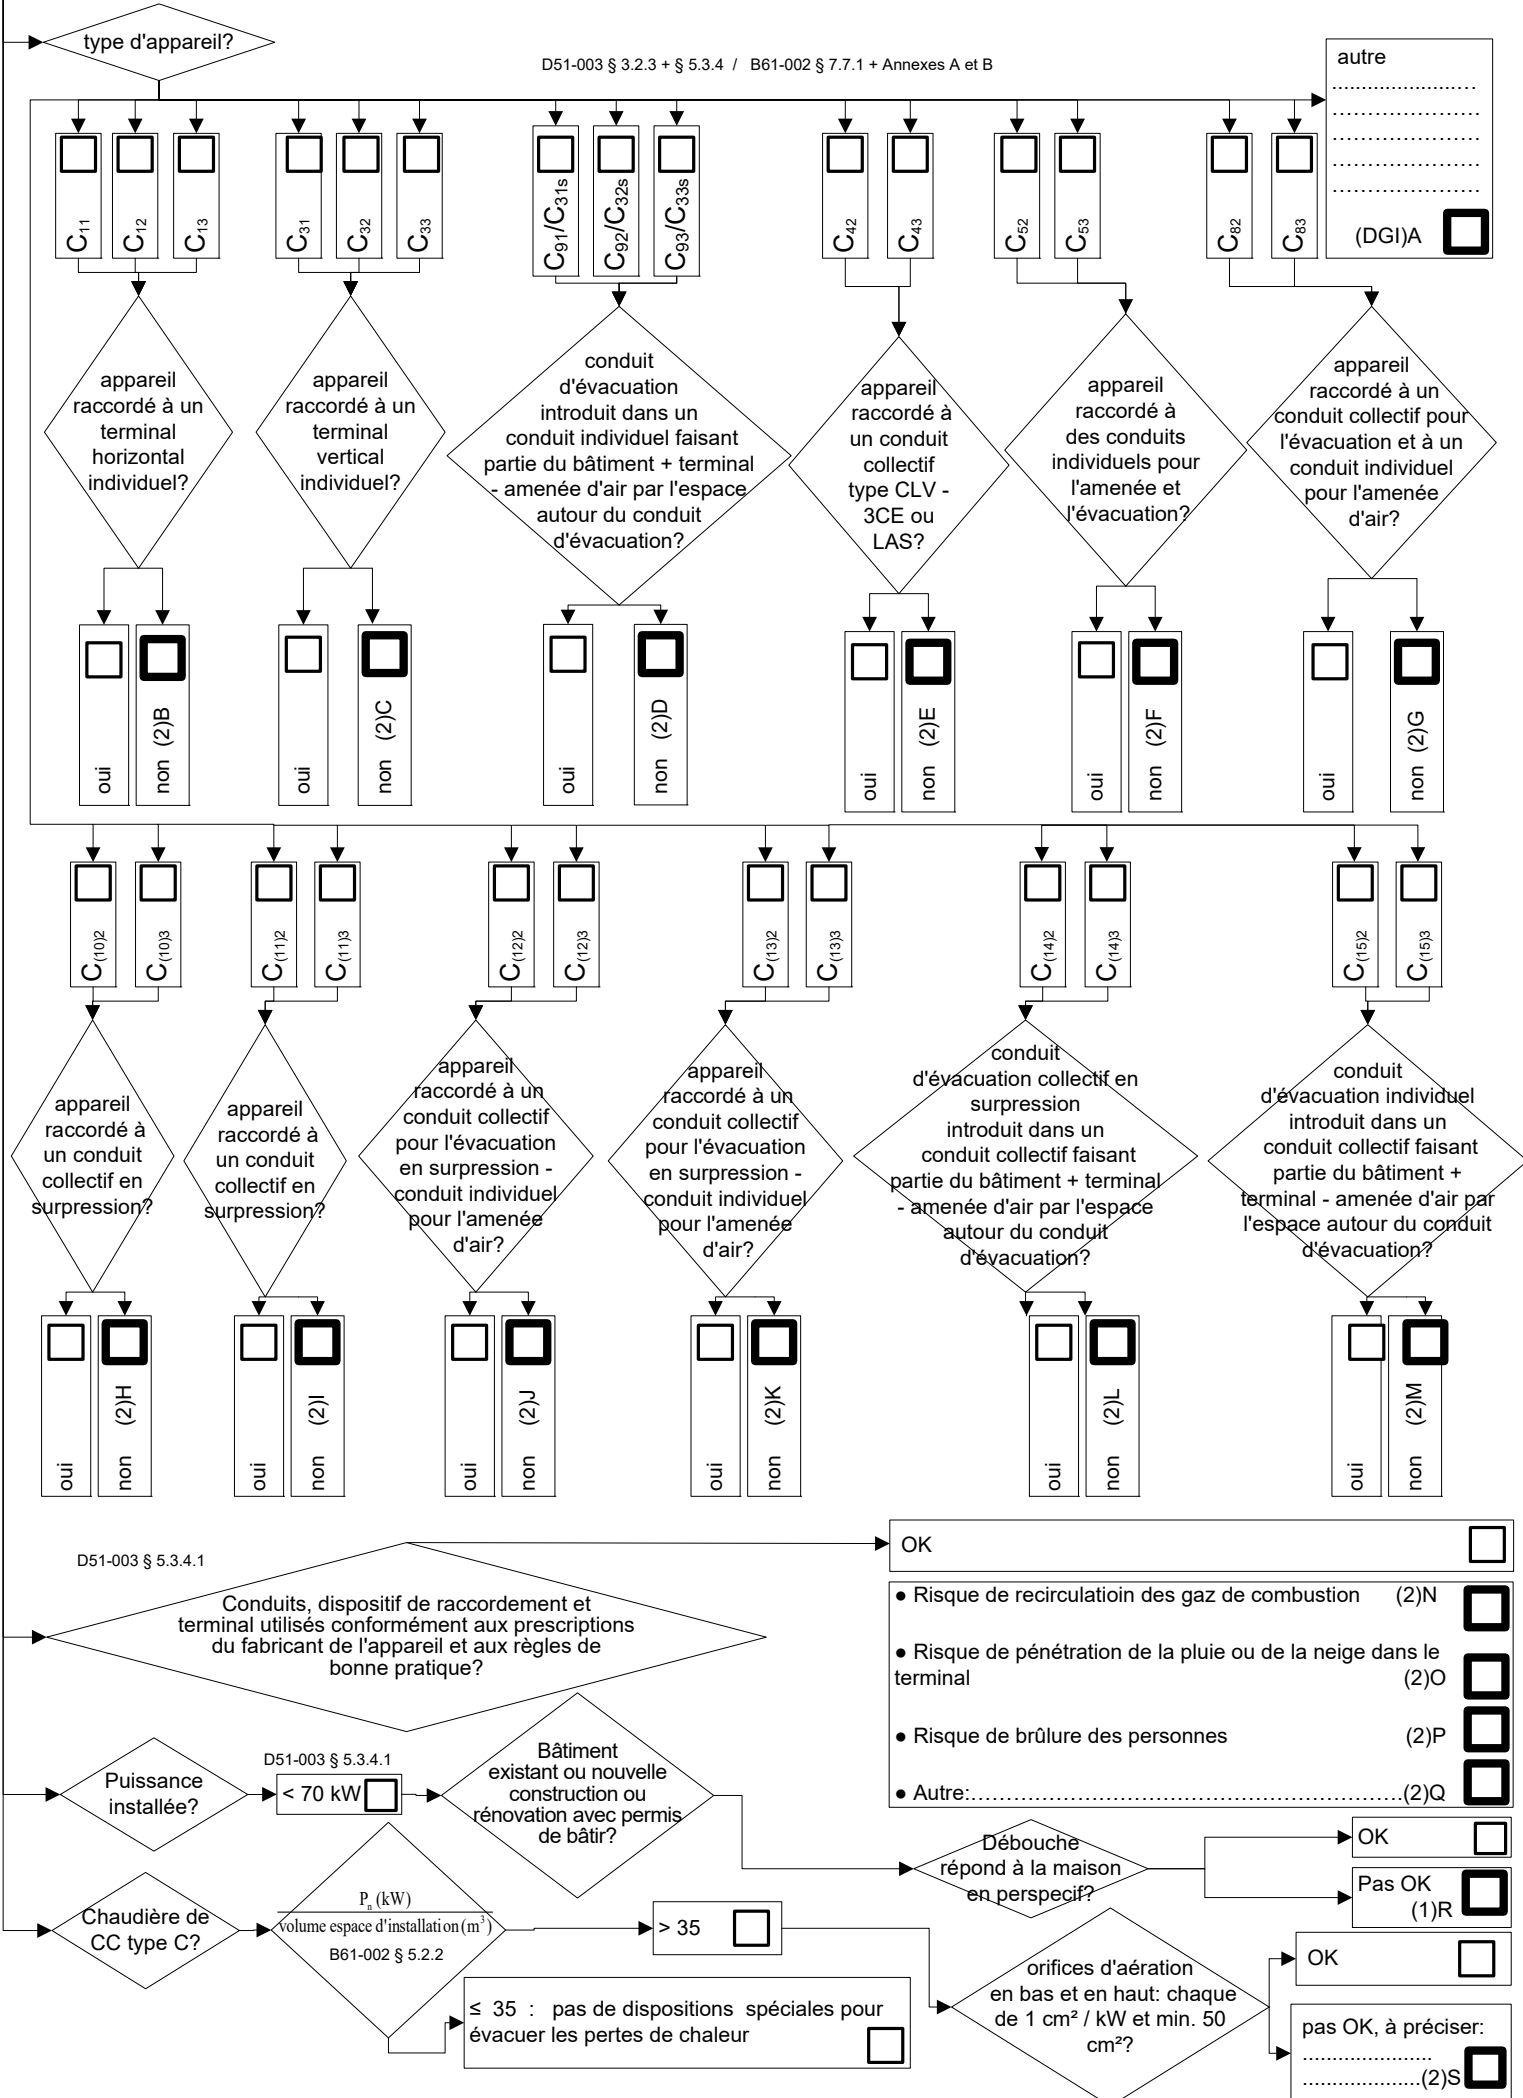 type d'appareil?
D51-003 § 3.2.3 + § 5.3.4 / B61-002 § 7.7.1 + Annexes A et B
autre
........................
.........................
.........................
.........................
.........................
(DGI)A
C11
C12
C13
C31
C32
C33
C91/C31s
C92/C32s
C93/C33s
C42
C43
C52
C53
C82
C83
appareil
raccordé à un
terminal
horizontal
individuel?
appareil
raccordé à un
terminal
vertical
individuel?
conduit
d'évacuation
introduit dans un
conduit individuel faisant
partie du bâtiment + terminal
- amenée d'air par l'espace
autour du conduit
d'évacuation?
appareil
raccordé à
un conduit
collectif
type CLV -
3CE ou
LAS?
appareil
raccordé à
des conduits
individuels pour
l'amenée et
l'évacuation?
appareil
raccordé à un
conduit collectif pour
l'évacuation et à un
conduit individuel
pour l'amenée
d'air?
oui
non (2)B
oui
non (2)C
oui
non (2)D
oui
non (2)E
oui
non (2)F
oui
non (2)G
C(10)2
C(10)3
C(11)2
C(11)3
C(12)2
C(12)3
C(13)2
C(13)3
C(14)2
C(14)3
C(15)2
C(15)3
appareil
raccordé à
un conduit
collectif en
surpression?
appareil
raccordé à
un conduit
collectif en
surpression?
appareil
raccordé à un
conduit collectif
pour l'évacuation
en surpression -
conduit individuel
pour l'amenée
d'air?
appareil
raccordé à un
conduit collectif
pour l'évacuation
en surpression -
conduit individuel
pour l'amenée
d'air?
conduit
d'évacuation collectif en
surpression
introduit dans un
conduit collectif faisant
partie du bâtiment + terminal
- amenée d'air par l'espace
autour du conduit
d'évacuation?
conduit
d'évacuation individuel
introduit dans un
conduit collectif faisant
partie du bâtiment +
terminal - amenée d'air par
l'espace autour du conduit
d'évacuation?
oui
non (2)H
oui
non (2)I
oui
non (2)J
oui
non (2)K
oui
non (2)L
oui
non (2)M
D51-003 § 5.3.4.1
Conduits, dispositif de raccordement et
terminal utilisés conformément aux prescriptions
du fabricant de l'appareil et aux règles de
bonne pratique?
OK
● Risque de recirculatioin des gaz de combustion (2)N
● Risque de pénétration de la pluie ou de la neige dans le
terminal (2)O
● Risque de brûlure des personnes (2)P
● Autre:............................................................(2)Q
Puissance
installée?
D51-003 § 5.3.4.1
< 70 kW
Bâtiment
existant ou nouvelle
construction ou
rénovation avec permis
de bâtir?
Débouche
répond à la maison
en perspecif?
OK
Pas OK
(1)R
Chaudière de
CC type C?
Pn (kW)
volume espace d'installation (m³)
B61-002 § 5.2.2
> 35
≤ 35 : pas de dispositions spéciales pour
évacuer les pertes de chaleur
orifices d'aération
en bas et en haut: chaque
de 1 cm² / kW et min. 50
cm²?
OK
pas OK, à préciser:
......................
....................(2)S